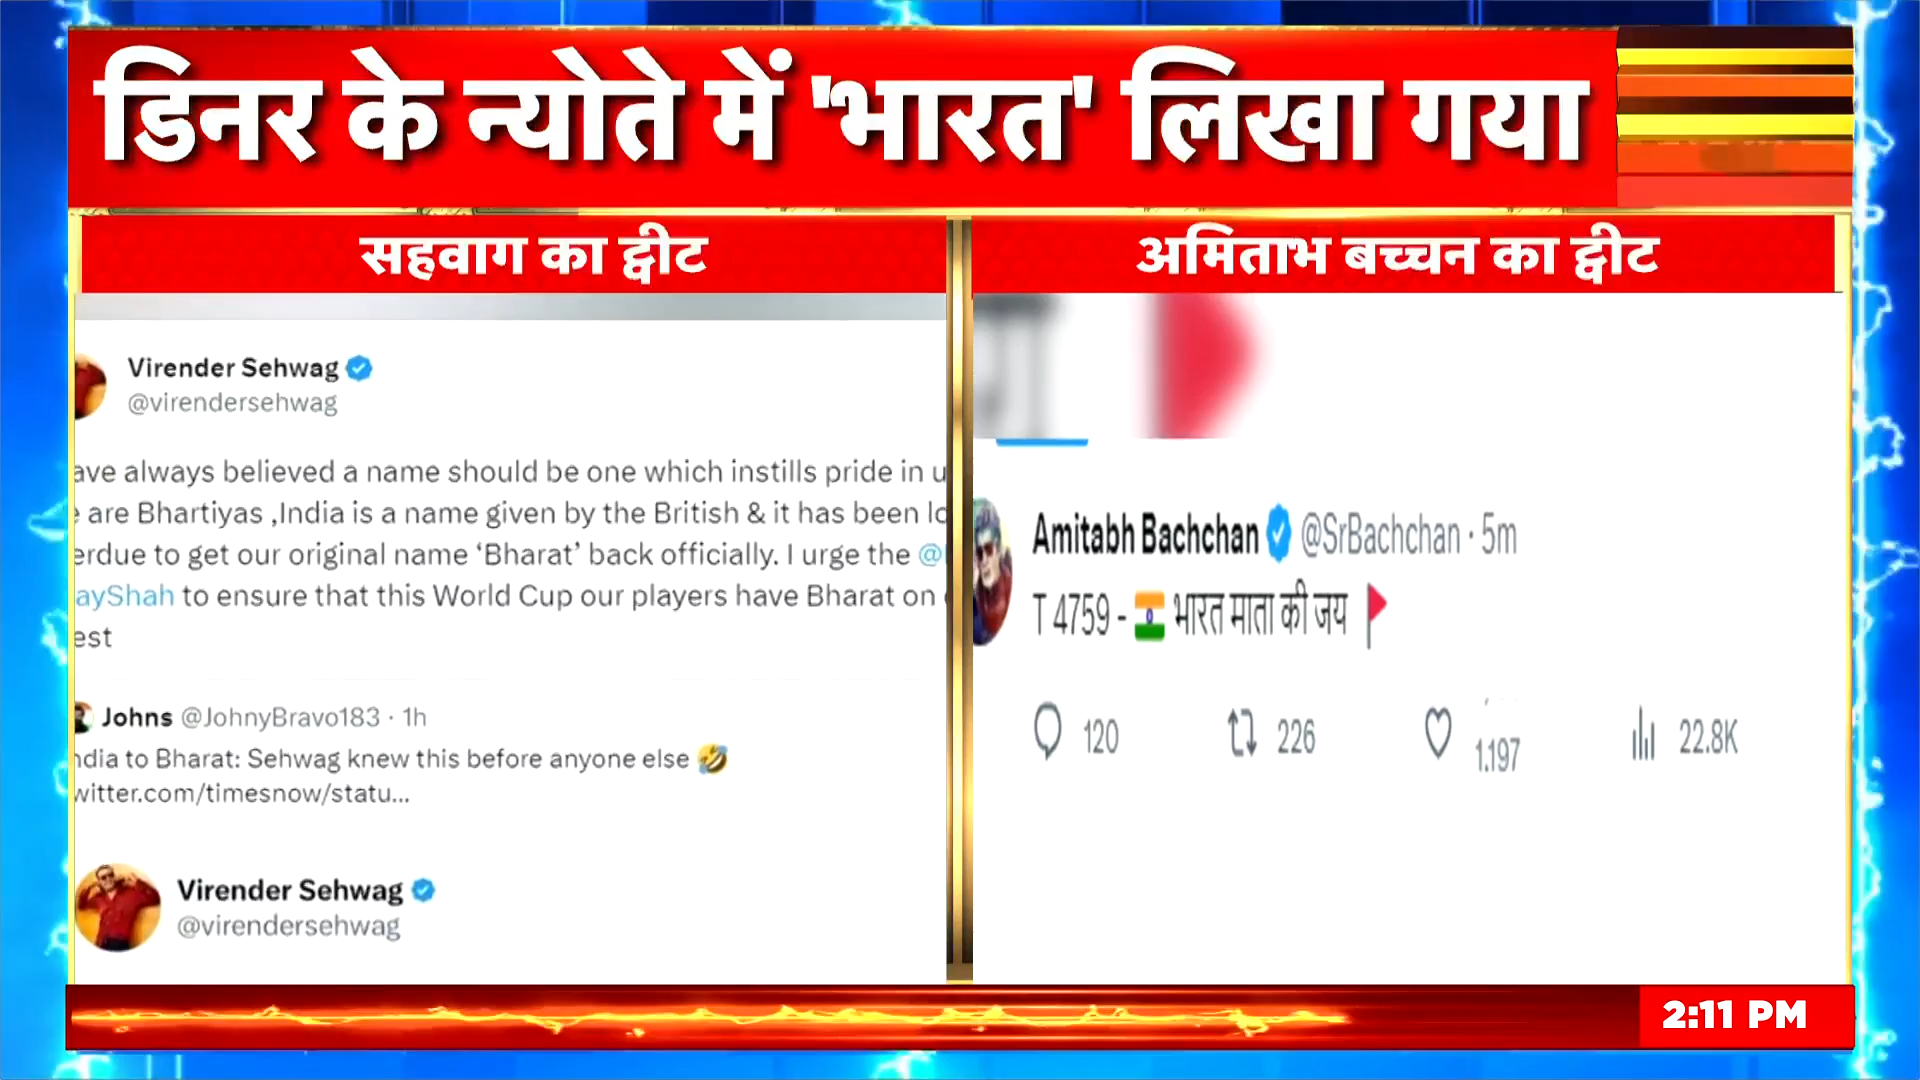 डिनर के न्योते में 'भारत' लिखा गया
सहवाग का ट्वीट
Virender Sehwag
@virendersehwag
ave always believed a name should be one which instills pride in u
e are Bhartiyas ,India is a name given by the British & it has been lo
erdue to get our original name ‘Bharat’ back officially. I urge the @
ayShah to ensure that this World Cup our players have Bharat on
est
Johns @JohnyBravo183 · 1h
ndia to Bharat: Sehwag knew this before anyone else 🤣
witter.com/timesnow/statu...
Virender Sehwag
@virendersehwag
अमिताभ बच्चन का ट्वीट
Amitabh Bachchan @SrBachchan · 5m
T 4759 - 🇮🇳 भारत माता की जय 🚩
120 226 1,197 22.8K
2:11 PM